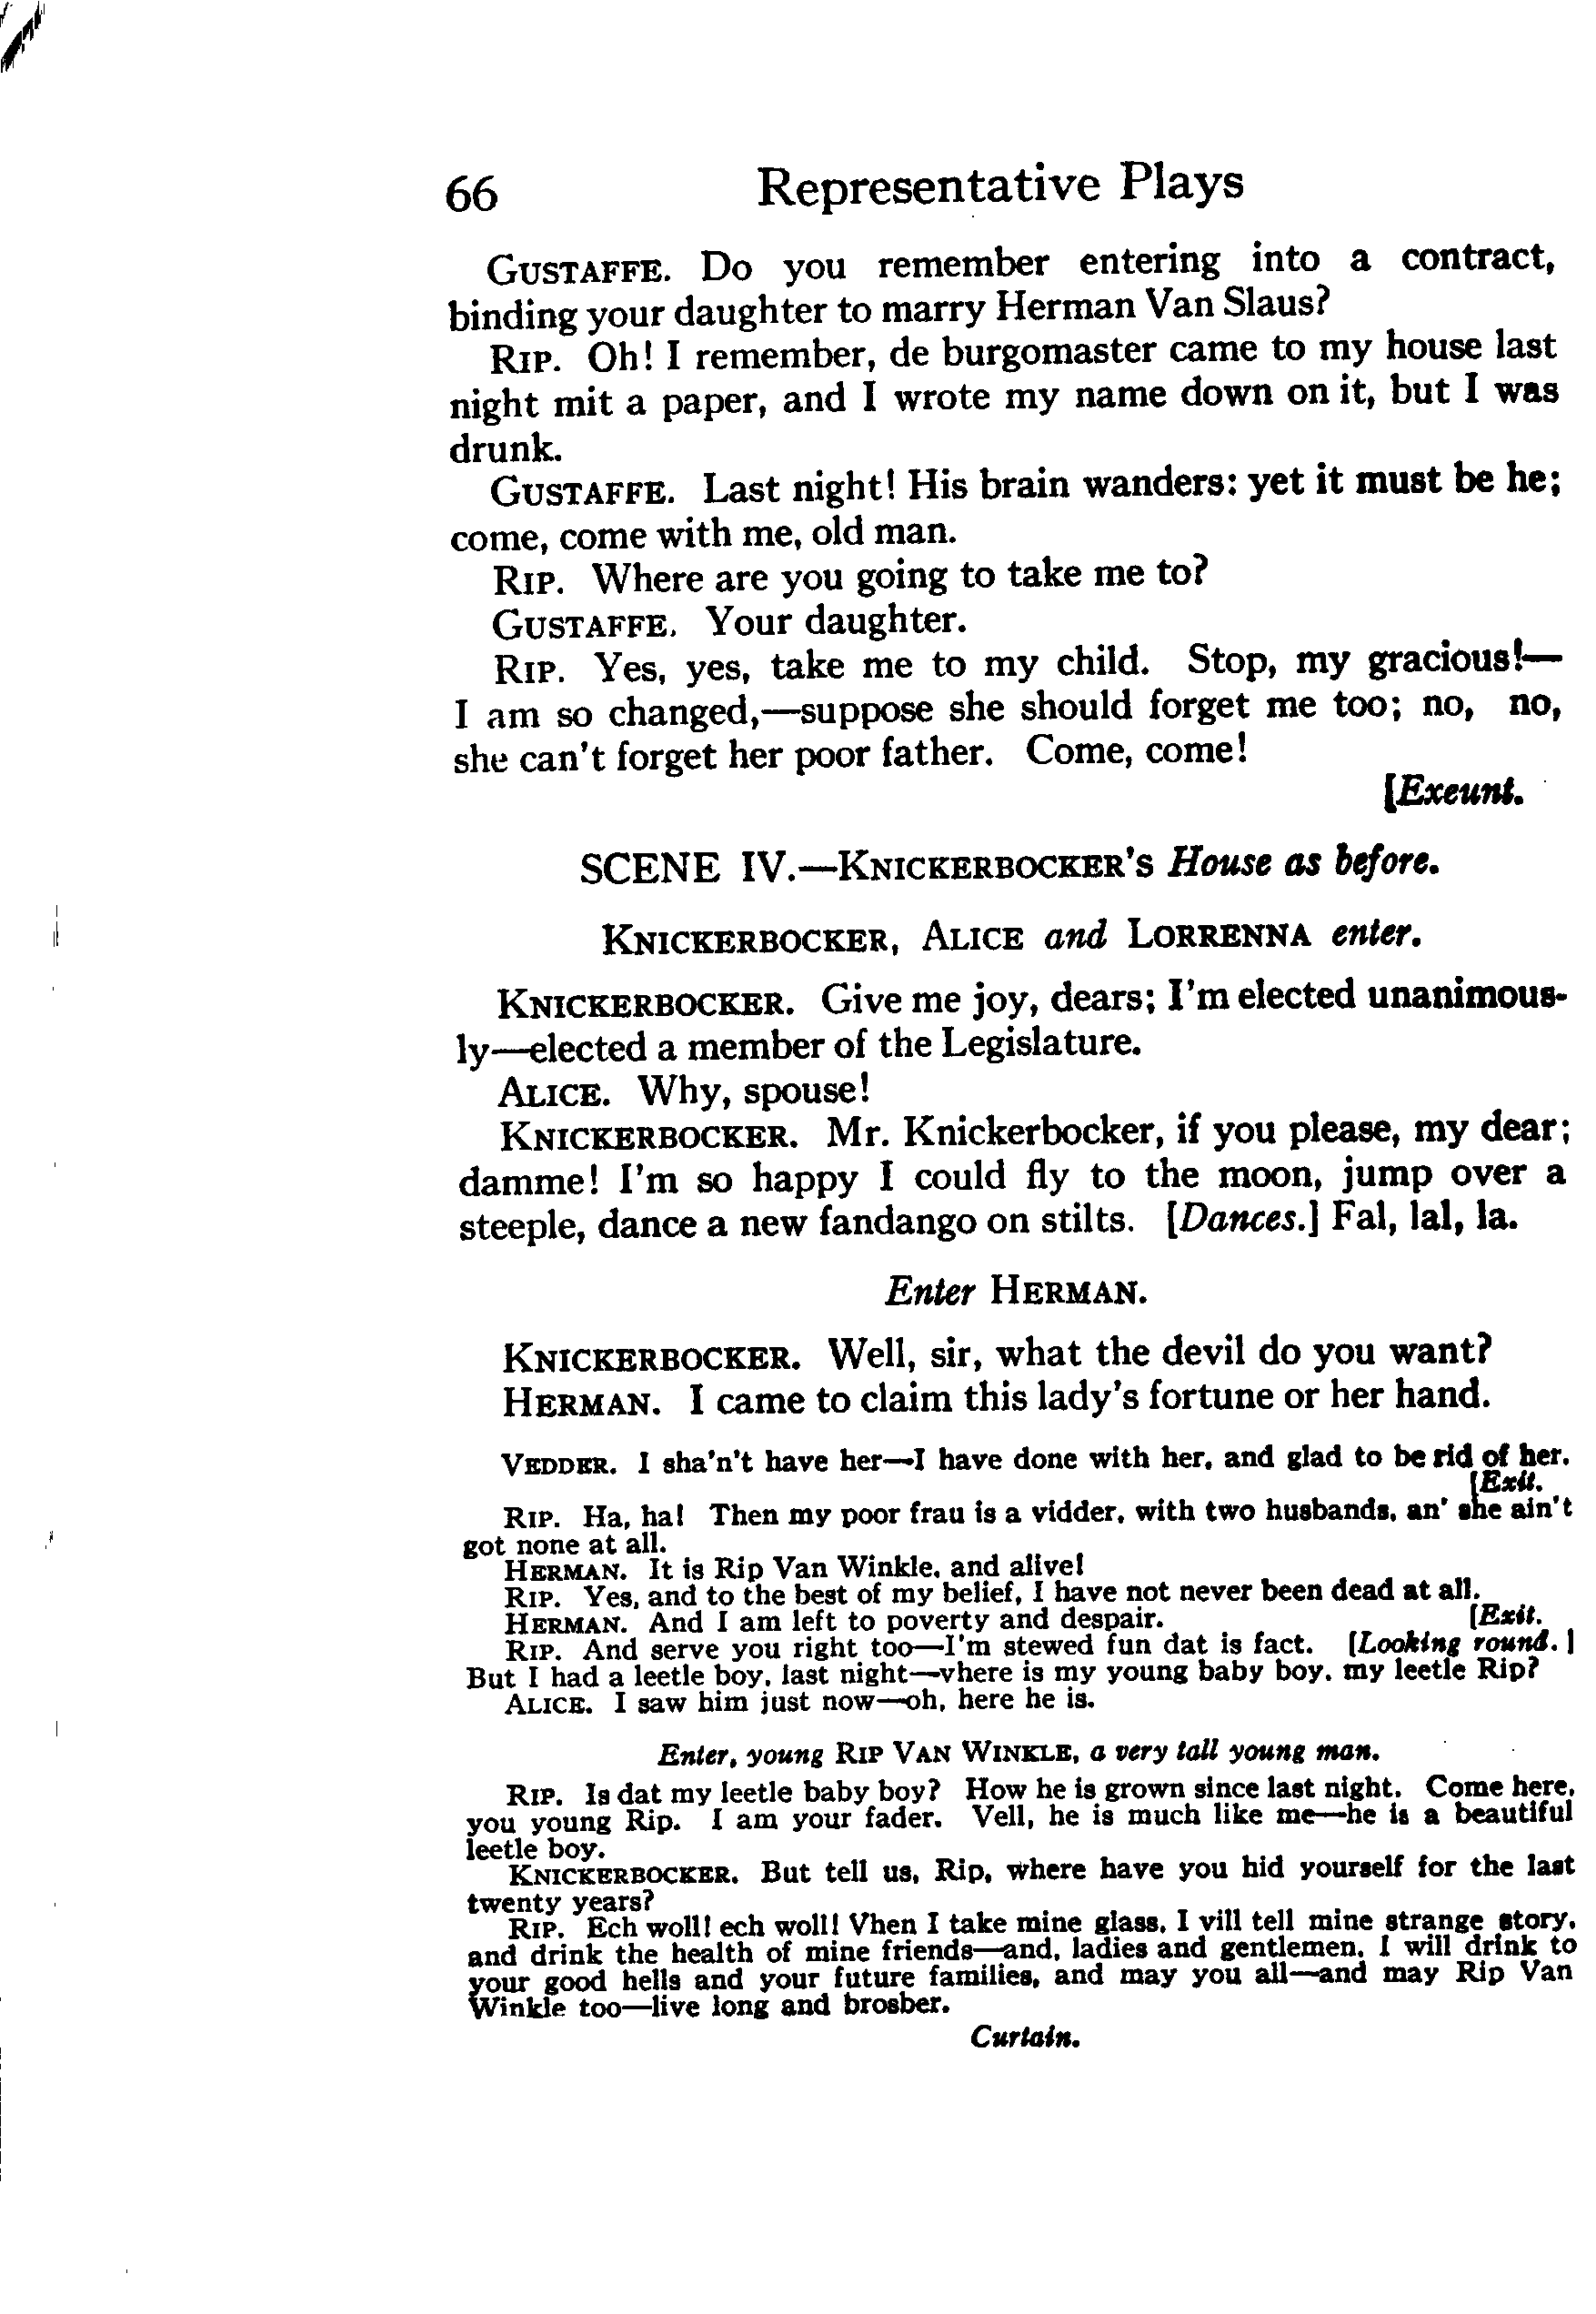 66 Representative Plays
GUSTAFFE. Do you remember entering into a contract,
binding your daughter to marry Herman Van Slaus?
RIP. Oh! I remember, de burgomaster came to my house last
night mit a paper, and I wrote my name down on it, but I was
drunk.
GUSTAFFE. Last night! His brain wanders: yet it must be he;
come, come with me, old man.
RIP. Where are you going to take me to?
GUSTAFFE. Your daughter.
RIP. Yes, yes, take me to my child. Stop, my gracious!—
I am so changed,—suppose she should forget me too; no, no,
she can't forget her poor father. Come, come!
[Exeunt.
SCENE IV.—KNICKERBOCKER'S House as before.
KNICKERBOCKER, ALICE and LORRENNA enter.
KNICKERBOCKER. Give me joy, dears; I'm elected unanimous-
ly—elected a member of the Legislature.
ALICE. Why, spouse!
KNICKERBOCKER. Mr. Knickerbocker, if you please, my dear;
damme! I'm so happy I could fly to the moon, jump over a
steeple, dance a new fandango on stilts. [Dances.] Fal, lal, la.
Enter HERMAN.
KNICKERBOCKER. Well, sir, what the devil do you want?
HERMAN. I came to claim this lady's fortune or her hand.
VEDDER. I sha'n't have her—I have done with her, and glad to be rid of her.
[Exit.
RIP. Ha, ha! Then my poor frau is a vidder, with two husbands, an' she ain't
got none at all.
HERMAN. It is Rip Van Winkle, and alive!
RIP. Yes, and to the best of my belief, I have not never been dead at all.
HERMAN. And I am left to poverty and despair. [Exit.
RIP. And serve you right too—I'm stewed fun dat is fact. [Looking round.]
But I had a leetle boy, last night—vhere is my young baby boy, my leetle Rip?
ALICE. I saw him just now—oh, here he is.
Enter, young RIP VAN WINKLE, a very tall young man.
RIP. Is dat my leetle baby boy? How he is grown since last night. Come here,
you young Rip. I am your fader. Vell, he is much like me—he is a beautiful
leetle boy.
KNICKERBOCKER. But tell us, Rip, where have you hid yourself for the last
twenty years?
RIP. Ech woll! ech woll! Vhen I take mine glass, I vill tell mine strange story,
and drink the health of mine friends—and, ladies and gentlemen, I will drink to
your good hells and your future families, and may you all—and may Rip Van
Winkle too—live long and brosber.
Curtain.